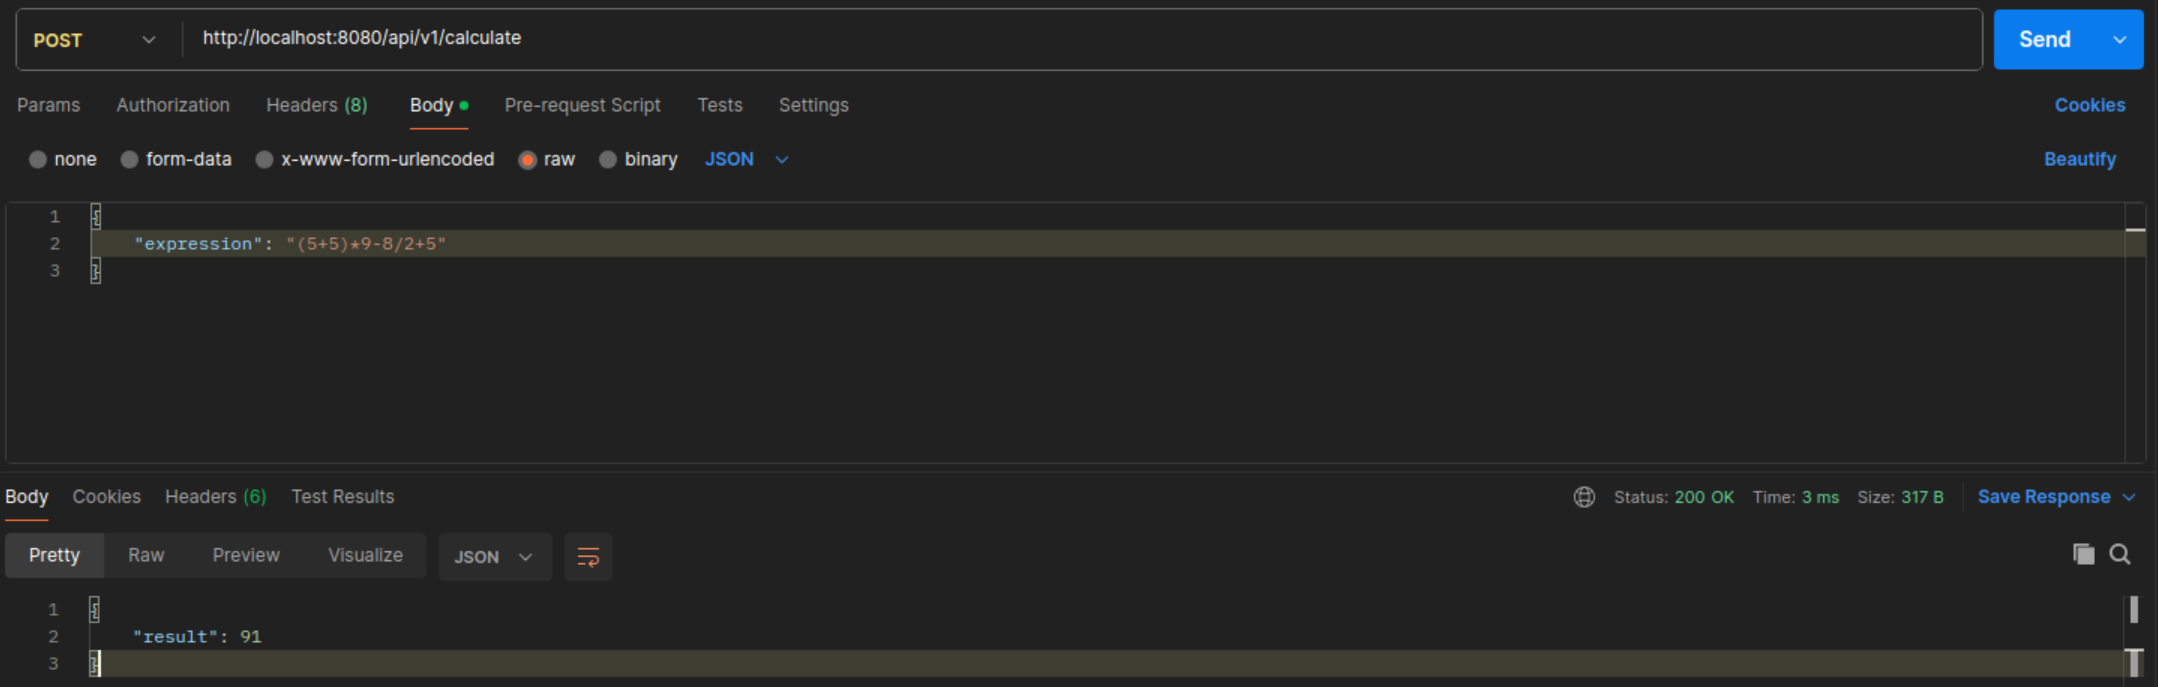 POST http://localhost:8080/api/v1/calculate Send
Params Authorization Headers (8) Body Pre-request Script Tests Settings Cookies
none form-data x-www-form-urlencoded raw binary JSON Beautify
1 {
2 "expression": "(5+5)*9-8/2+5"
3 }
Body Cookies Headers (6) Test Results Status: 200 OK Time: 3 ms Size: 317 B Save Response
Pretty Raw Preview Visualize JSON
1 {
2 "result": 91
3 }